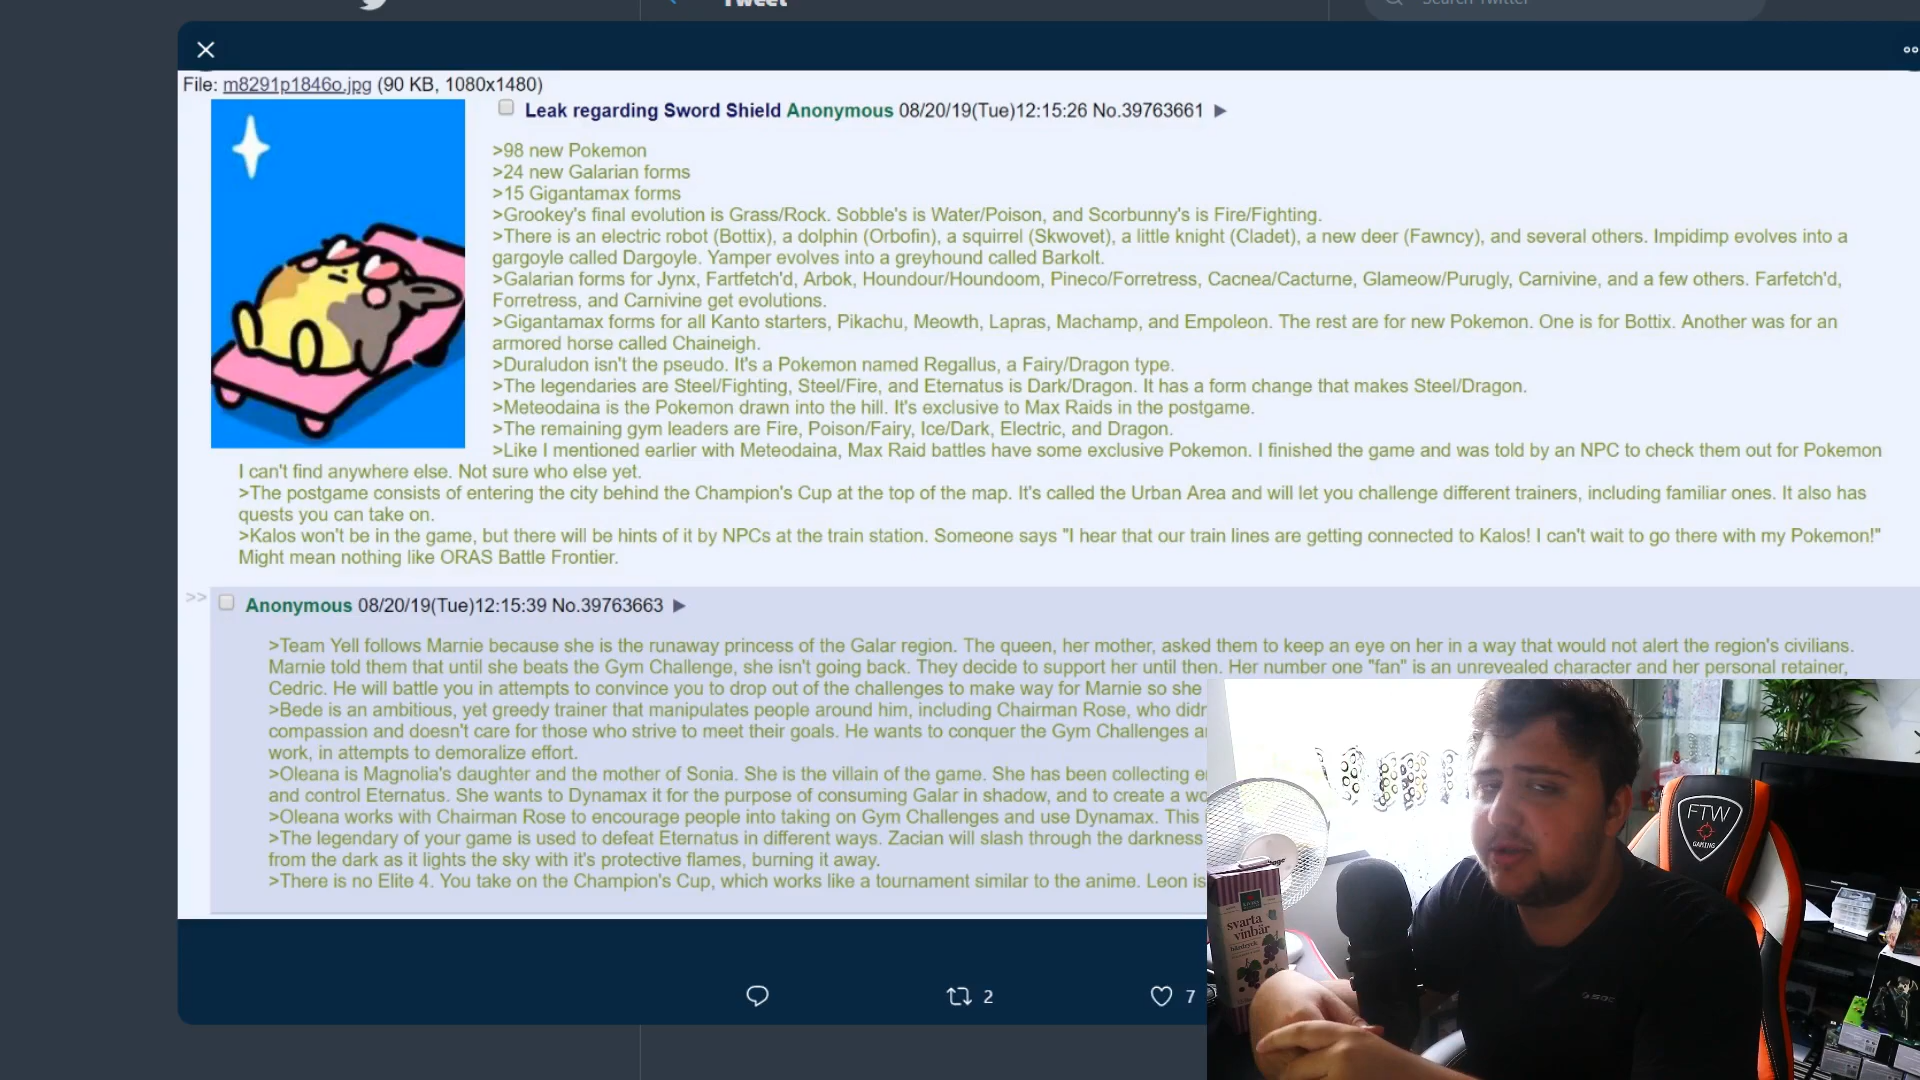 Tweet
Search Twitter
File: m8291p1846o.jpg (90 KB, 1080x1480)
Leak regarding Sword Shield Anonymous 08/20/19(Tue)12:15:26 No.39763661 ▶
>98 new Pokemon
>24 new Galarian forms
>15 Gigantamax forms
>Grookey's final evolution is Grass/Rock. Sobble's is Water/Poison, and Scorbunny's is Fire/Fighting.
>There is an electric robot (Bottix), a dolphin (Orbofin), a squirrel (Skwovet), a little knight (Cladet), a new deer (Fawncy), and several others. Impidimp evolves into a
gargoyle called Dargoyle. Yamper evolves into a greyhound called Barkolt.
>Galarian forms for Jynx, Fartfetch'd, Arbok, Houndour/Houndoom, Pineco/Forretress, Cacnea/Cacturne, Glameow/Purugly, Carnivine, and a few others. Farfetch'd,
Forretress, and Carnivine get evolutions.
>Gigantamax forms for all Kanto starters, Pikachu, Meowth, Lapras, Machamp, and Empoleon. The rest are for new Pokemon. One is for Bottix. Another was for an
armored horse called Chaineigh.
>Duraludon isn't the pseudo. It's a Pokemon named Regallus, a Fairy/Dragon type.
>The legendaries are Steel/Fighting, Steel/Fire, and Eternatus is Dark/Dragon. It has a form change that makes Steel/Dragon.
>Meteodaina is the Pokemon drawn into the hill. It's exclusive to Max Raids in the postgame.
>The remaining gym leaders are Fire, Poison/Fairy, Ice/Dark, Electric, and Dragon.
>Like I mentioned earlier with Meteodaina, Max Raid battles have some exclusive Pokemon. I finished the game and was told by an NPC to check them out for Pokemon
I can't find anywhere else. Not sure who else yet.
>The postgame consists of entering the city behind the Champion's Cup at the top of the map. It's called the Urban Area and will let you challenge different trainers, including familiar ones. It also has
quests you can take on.
>Kalos won't be in the game, but there will be hints of it by NPCs at the train station. Someone says "I hear that our train lines are getting connected to Kalos! I can't wait to go there with my Pokemon!"
Might mean nothing like ORAS Battle Frontier.
>> Anonymous 08/20/19(Tue)12:15:39 No.39763663 ▶
>Team Yell follows Marnie because she is the runaway princess of the Galar region. The queen, her mother, asked them to keep an eye on her in a way that would not alert the region's civilians.
Marnie told them that until she beats the Gym Challenge, she isn't going back. They decide to support her until then. Her number one "fan" is an unrevealed character and her personal retainer,
Cedric. He will battle you in attempts to convince you to drop out of the challenges to make way for Marnie so she
>Bede is an ambitious, yet greedy trainer that manipulates people around him, including Chairman Rose, who
compassion and doesn't care for those who strive to meet their goals. He wants to conquer the Gym Challenges
work, in attempts to demoralize effort.
>Oleana is Magnolia's daughter and the mother of Sonia. She is the villain of the game. She has been collecting
and control Eternatus. She wants to Dynamax it for the purpose of consuming Galar in shadow, and to create a
>Oleana works with Chairman Rose to encourage people into taking on Gym Challenges and use Dynamax. This
>The legendary of your game is used to defeat Eternatus in different ways. Zacian will slash through the darkness
from the dark as it lights the sky with it's protective flames, burning it away.
>There is no Elite 4. You take on the Champion's Cup, which works like a tournament similar to the anime. Leon is
2
7
FTW
GAMING
svarta
vinbär